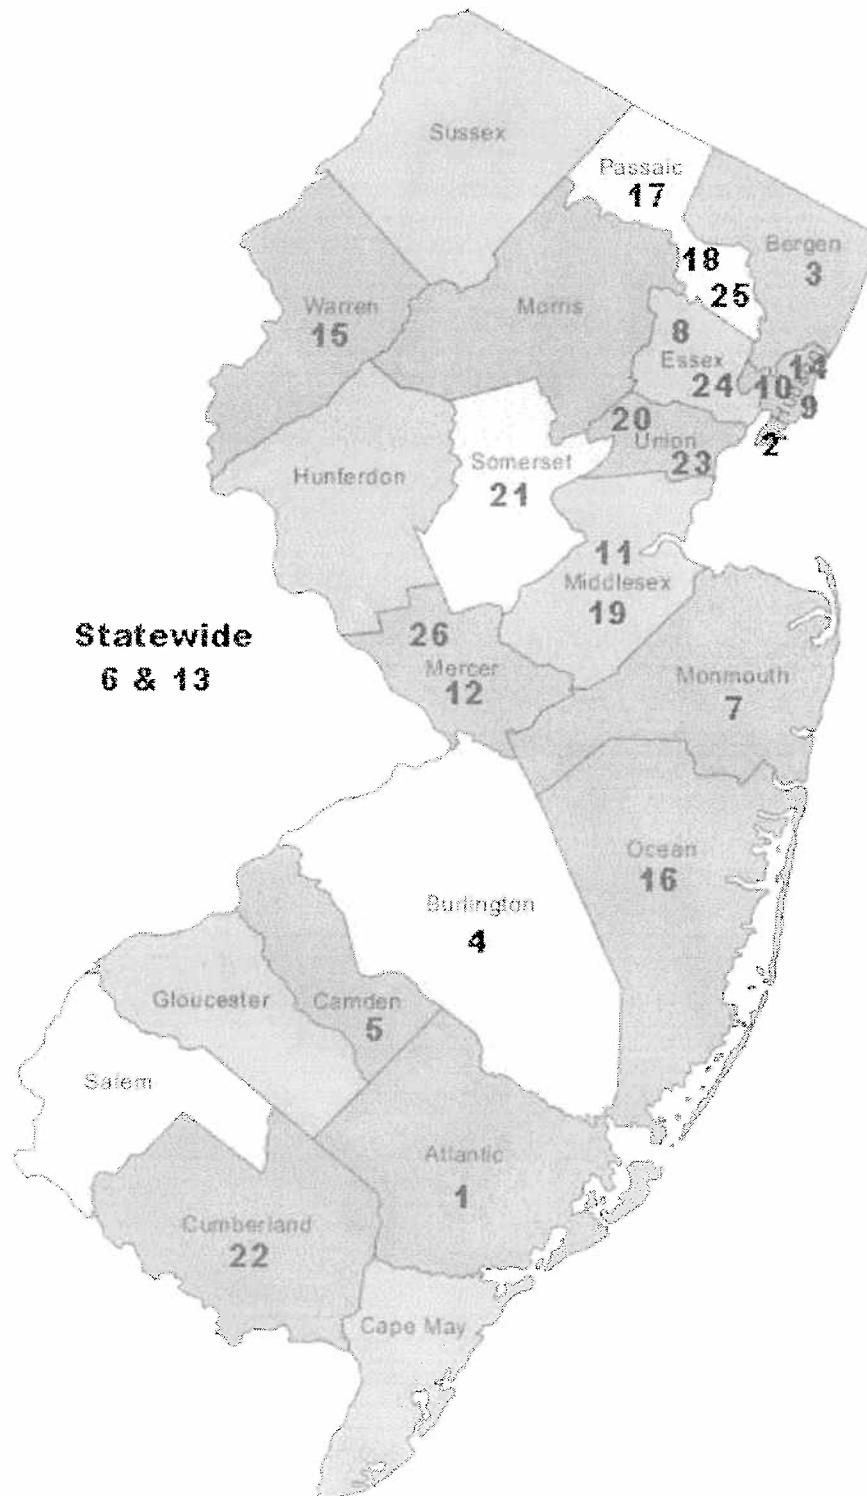 Sussex
Passaic
17
Bergen
3
18
25
Warren
15
Morris
8
Essex
24
14
10
9
2
20
Union
23
Somerset
21
Hunterdon
11
Middlesex
19
Statewide
6 & 13
26
Mercer
12
Monmouth
7
Ocean
16
Burlington
4
Gloucester
Camden
5
Salem
Atlantic
1
Cumberland
22
Cape May